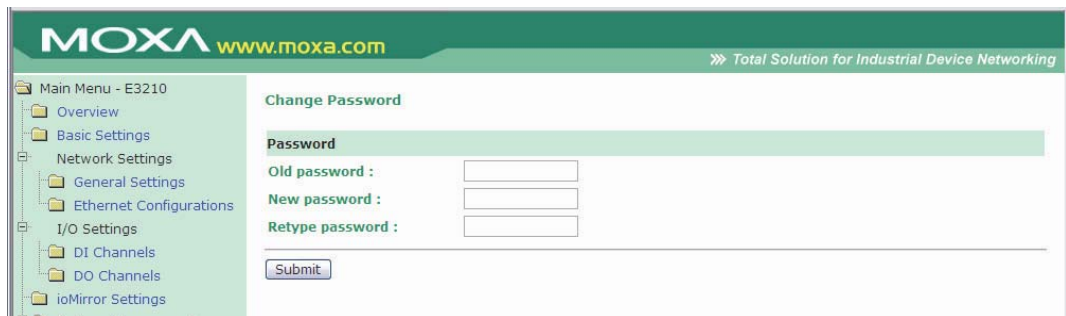 MOXA www.moxa.com
Total Solution for Industrial Device Networking
Main Menu - E3210
Overview
Basic Settings
Network Settings
General Settings
Ethernet Configurations
I/O Settings
DI Channels
DO Channels
ioMirror Settings
Change Password
Password
Old password :
New password :
Retype password :
Submit